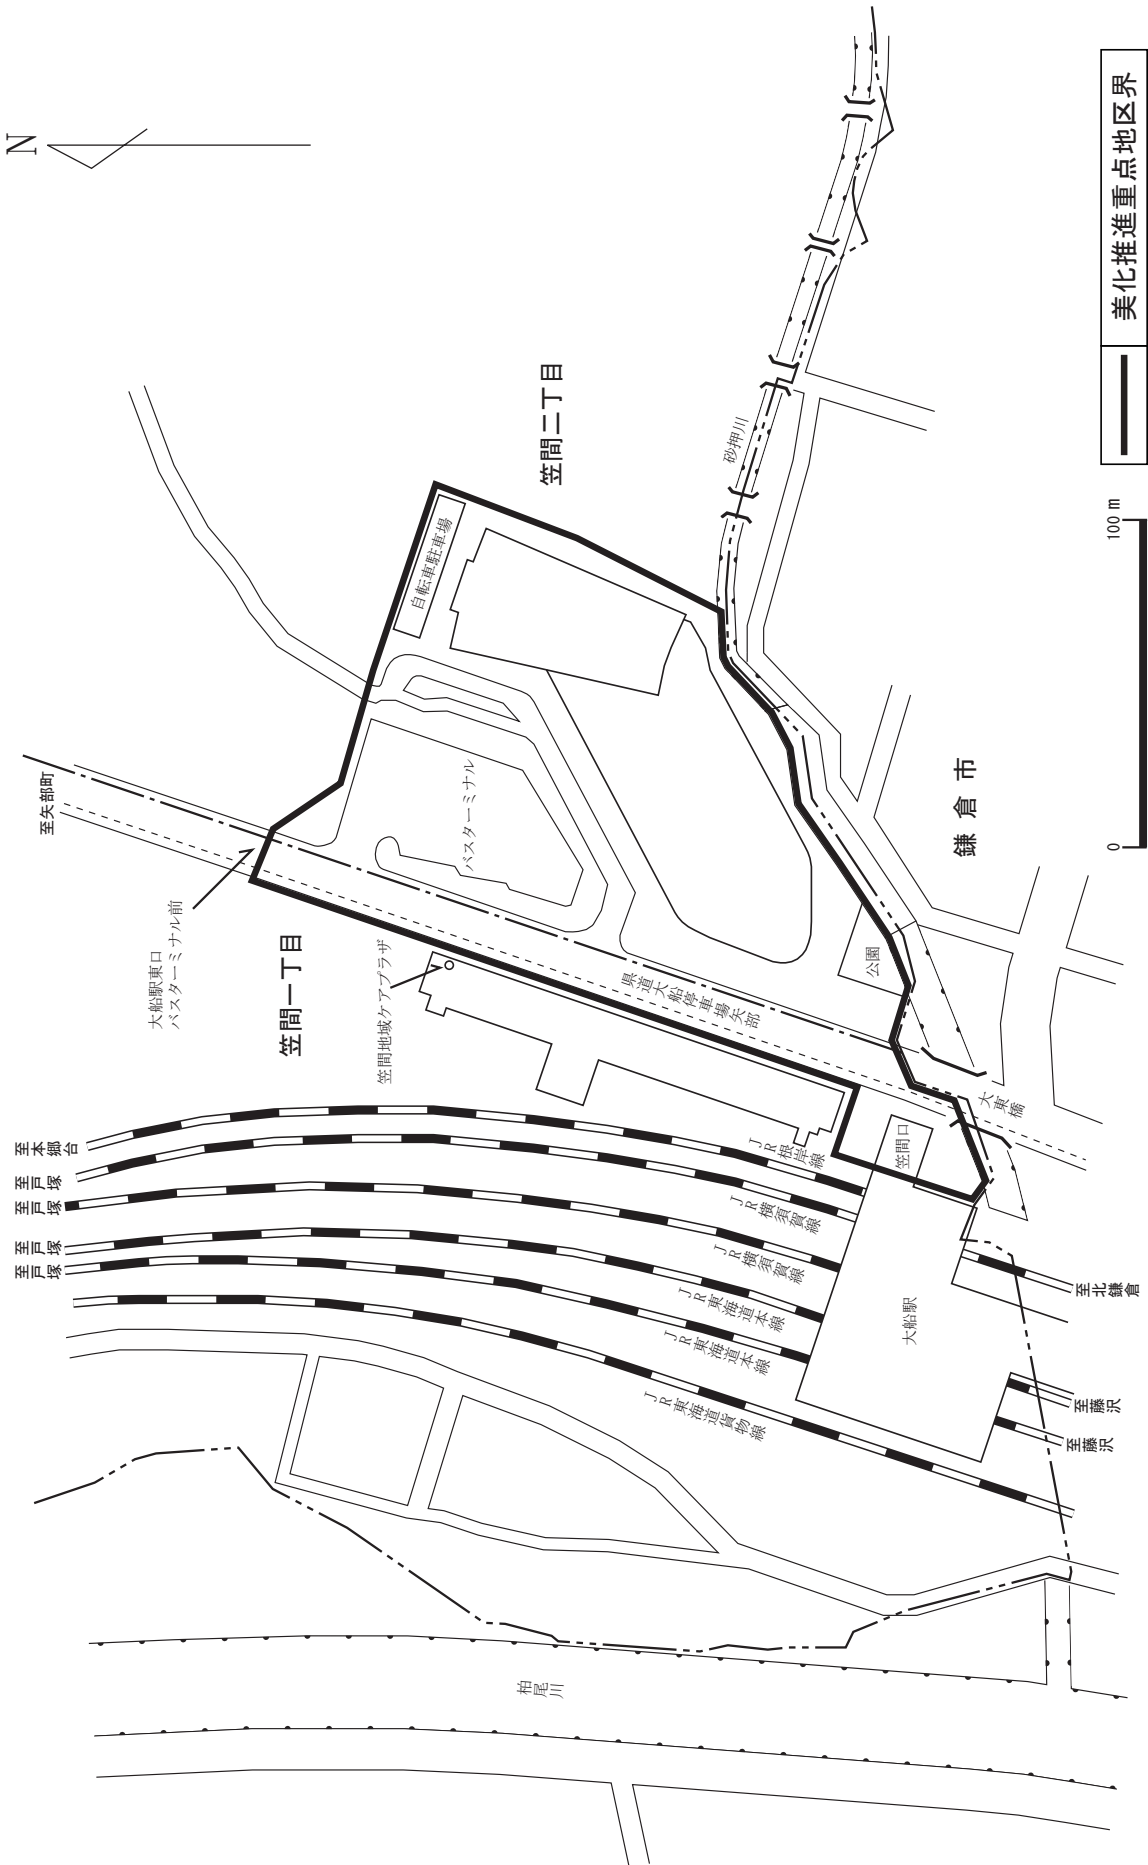 N
美化推進重点地区界
100 m
0
至矢部町
大船駅東口
バスターミナル前
笠間一丁目
笠間地域ケアプラザ
バスターミナル
自転車駐車場
笠間二丁目
砂押川
鎌倉市
公園
県道大船停車場矢部
大東橋
笠間口
大船駅
至本郷台
至戸塚
至戸塚
至戸塚
至戸塚
JR根岸線
JR横須賀線
JR横須賀線
JR東海道本線
JR東海道本線
JR東海道貨物線
至北鎌倉
至藤沢
至藤沢
柏尾川